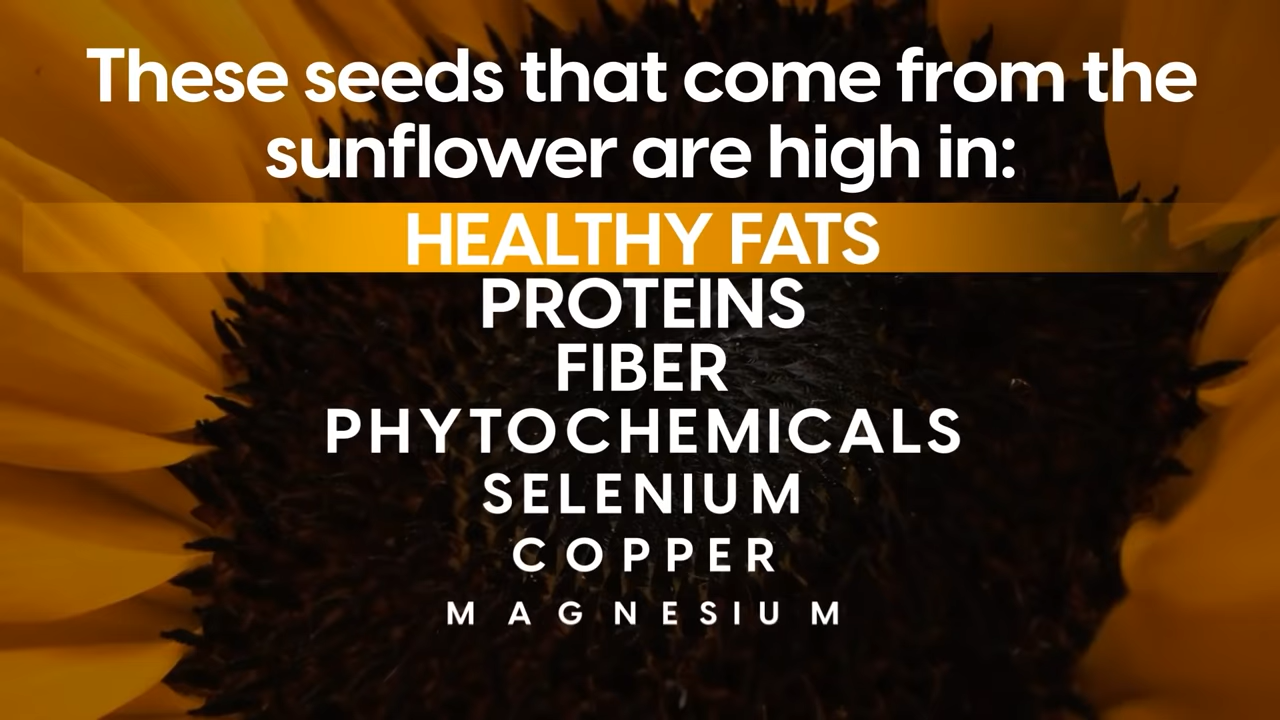 These seeds that come from the
sunflower are high in:
HEALTHY FATS
PROTEINS
FIBER
PHYTOCHEMICALS
SELENIUM
COPPER
MAGNESIUM